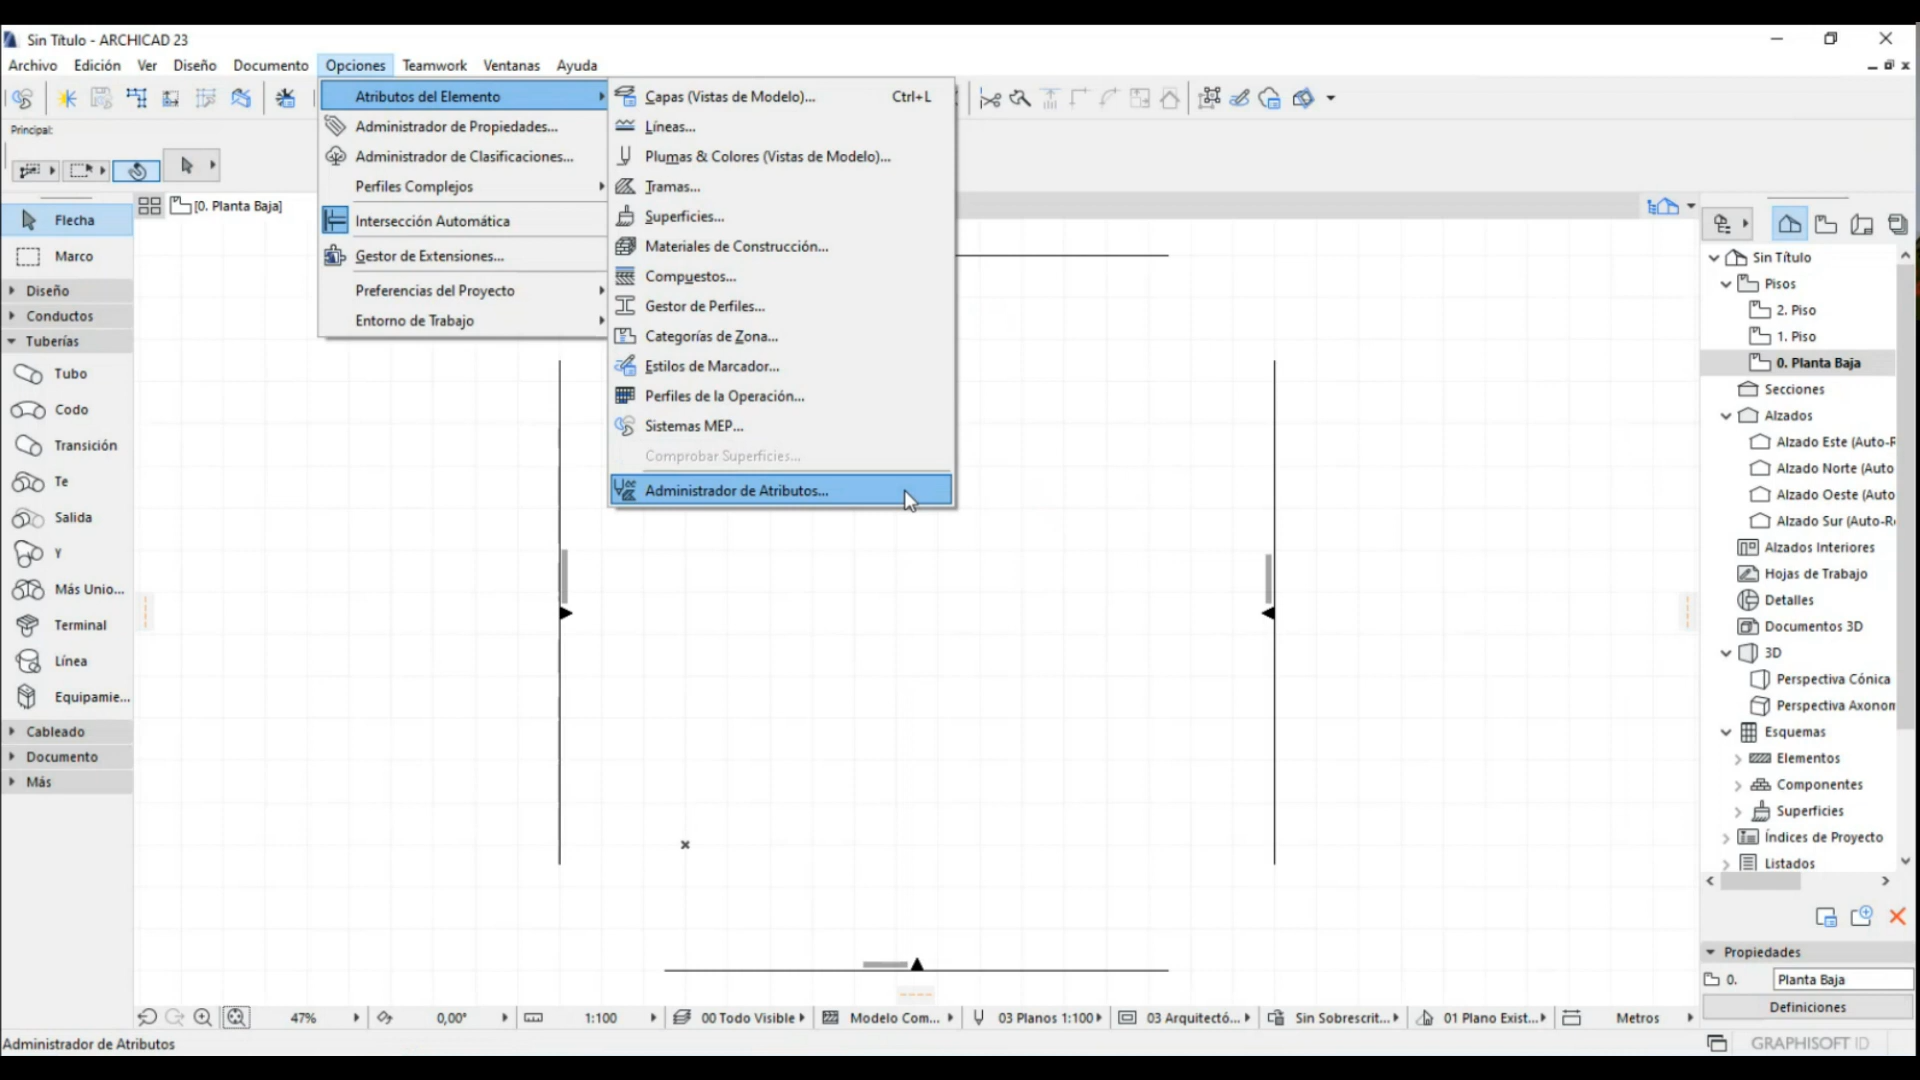 Sin Título - ARCHICAD 23
Archivo Edición Ver Diseño Documento Opciones Teamwork Ventanas Ayuda
Principal:
Flecha
Marco
Diseño
Conductos
Tuberías
Tubo
Codo
Transición
Te
Salida
Y
Más Unio...
Terminal
Línea
Equipamie...
Cableado
Documento
Más
[0. Planta Baja]
Atributos del Elemento
Administrador de Propiedades...
Administrador de Clasificaciones...
Perfiles Complejos
Intersección Automática
Gestor de Extensiones...
Preferencias del Proyecto
Entorno de Trabajo
Capas (Vistas de Modelo)... Ctrl+L
Líneas...
Plumas & Colores (Vistas de Modelo)...
Tramas...
Superficies...
Materiales de Construcción...
Compuestos...
Gestor de Perfiles...
Categorías de Zona...
Estilos de Marcador...
Perfiles de la Operación...
Sistemas MEP...
Comprobar Superficies...
Administrador de Atributos...
Sin Título
Pisos
2. Piso
1. Piso
0. Planta Baja
Secciones
Alzados
Alzado Este (Auto-R
Alzado Norte (Auto
Alzado Oeste (Auto
Alzado Sur (Auto-R
Alzados Interiores
Hojas de Trabajo
Detalles
Documentos 3D
3D
Perspectiva Cónica
Perspectiva Axonom
Esquemas
Elementos
Componentes
Superficies
Índices de Proyecto
Listados
Propiedades
0. Planta Baja
Definiciones
47% 0,00° 1:100 00 Todo Visible Modelo Com... 03 Planos 1:100 03 Arquitectó... Sin Sobrescrit... 01 Plano Exist... Metros
Administrador de Atributos
GRAPHISOFT ID